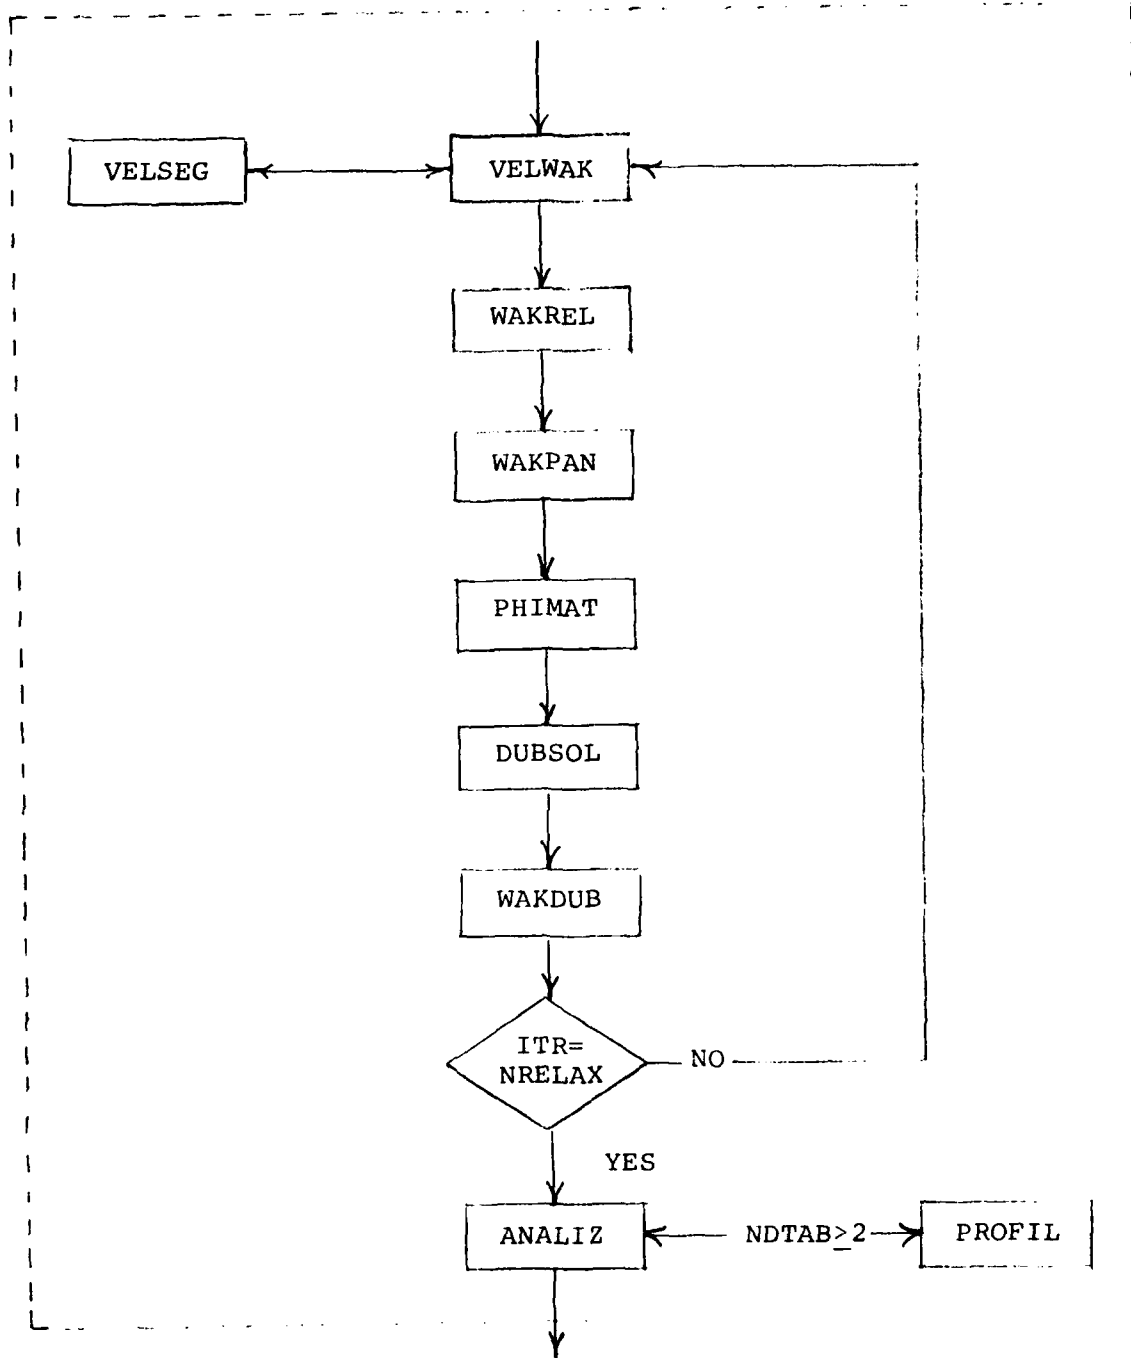 VELSEG
VELWAK
WAKREL
WAKPAN
PHIMAT
DUBSOL
WAKDUB
ITR=
NRELAX
NO
YES
ANALIZ
NDTAB≥2
PROFIL